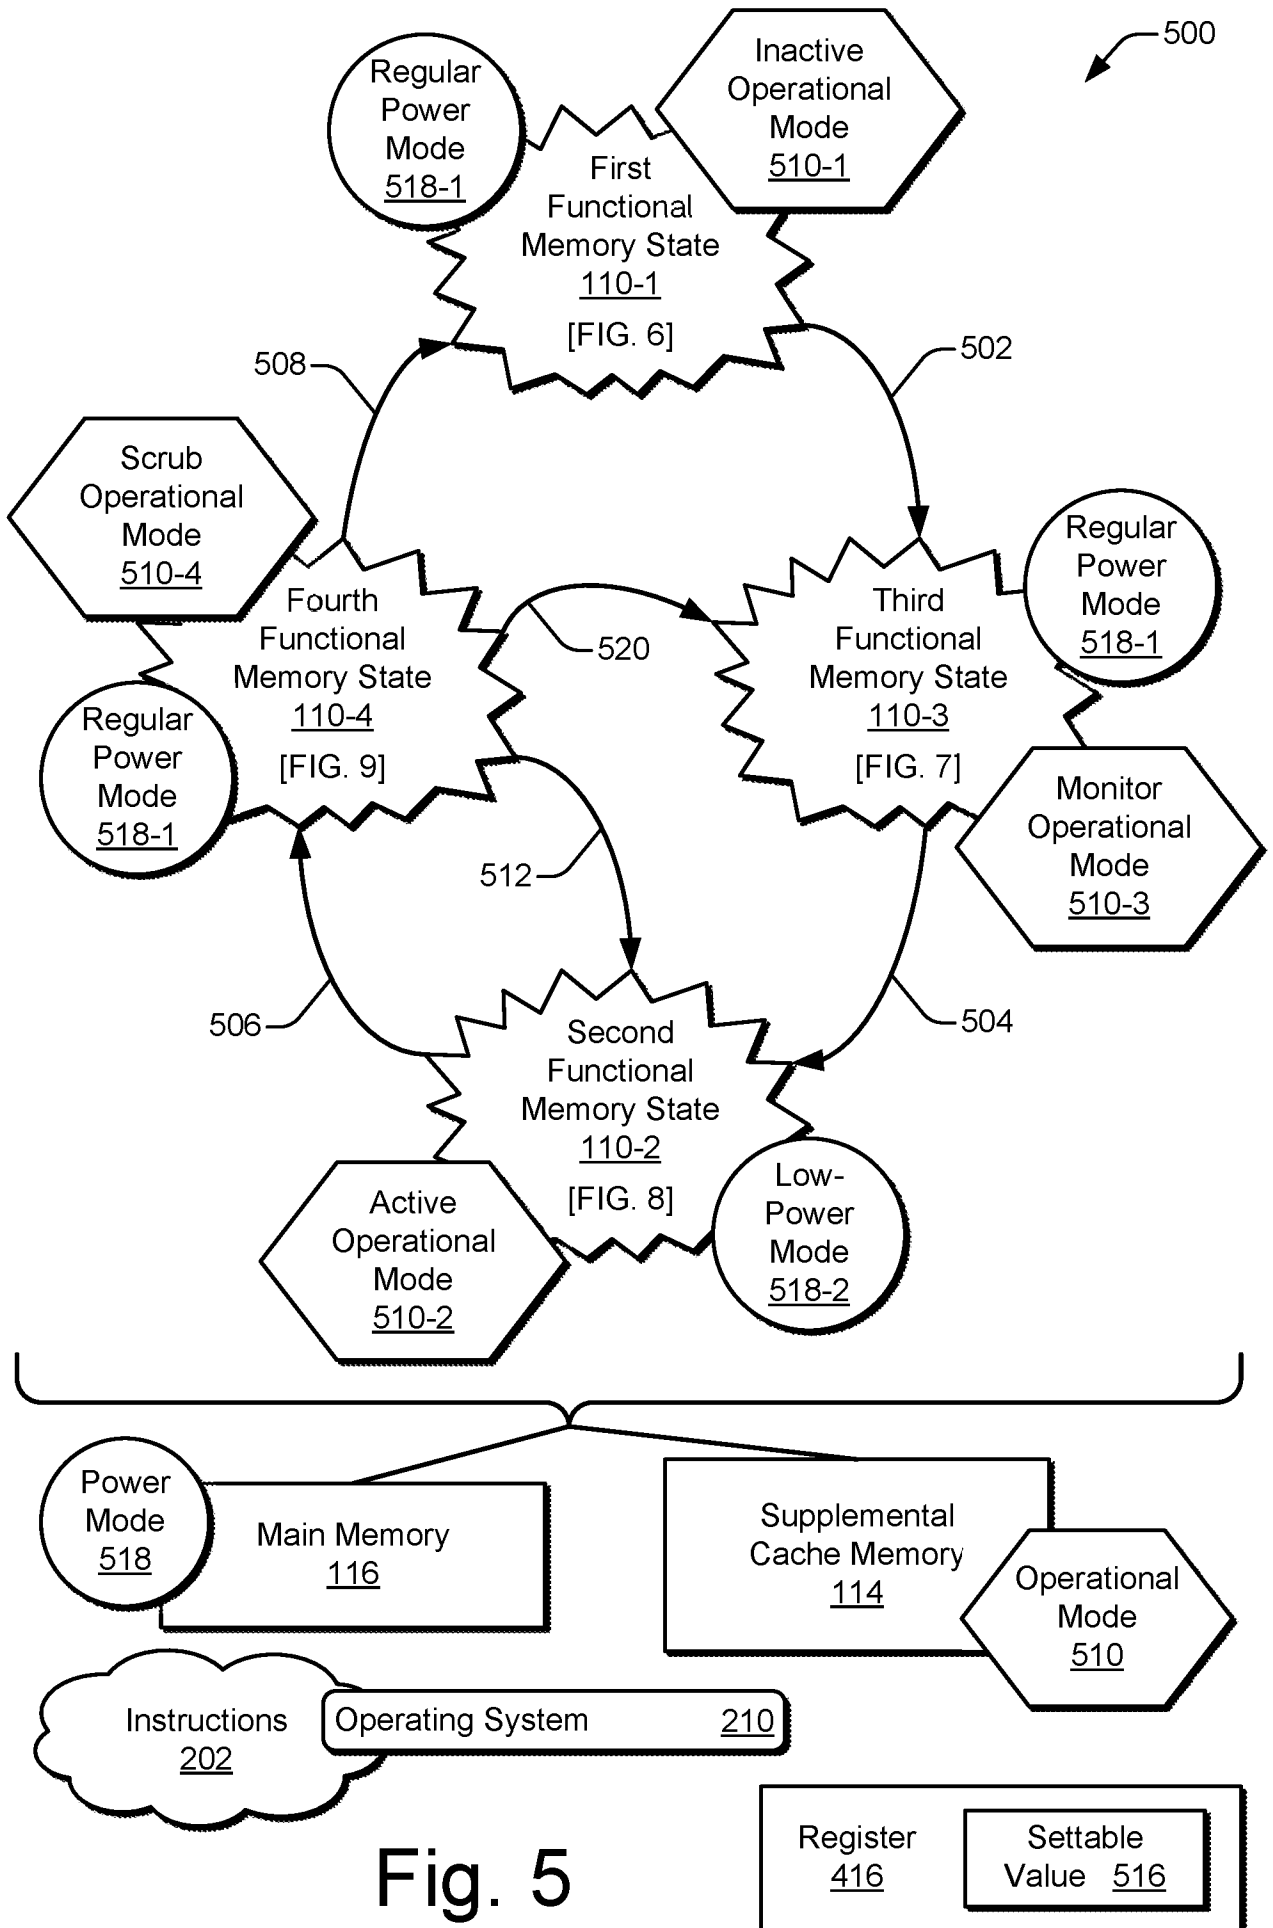 500
Regular
Power
Mode
518-1
Inactive
Operational
Mode
510-1
First
Functional
Memory State
110-1
[FIG. 6]
508
502
Scrub
Operational
Mode
510-4
Regular
Power
Mode
518-1
Fourth
Functional
Memory State
110-4
[FIG. 9]
520
Third
Functional
Memory State
110-3
[FIG. 7]
Regular
Power
Mode
518-1
Monitor
Operational
Mode
510-3
512
506
504
Second
Functional
Memory State
110-2
[FIG. 8]
Active
Operational
Mode
510-2
Low-
Power
Mode
518-2
Power
Mode
518
Main Memory
116
Supplemental
Cache Memory
114
Operational
Mode
510
Instructions
202
Operating System 210
Register
416
Settable
Value 516
Fig. 5